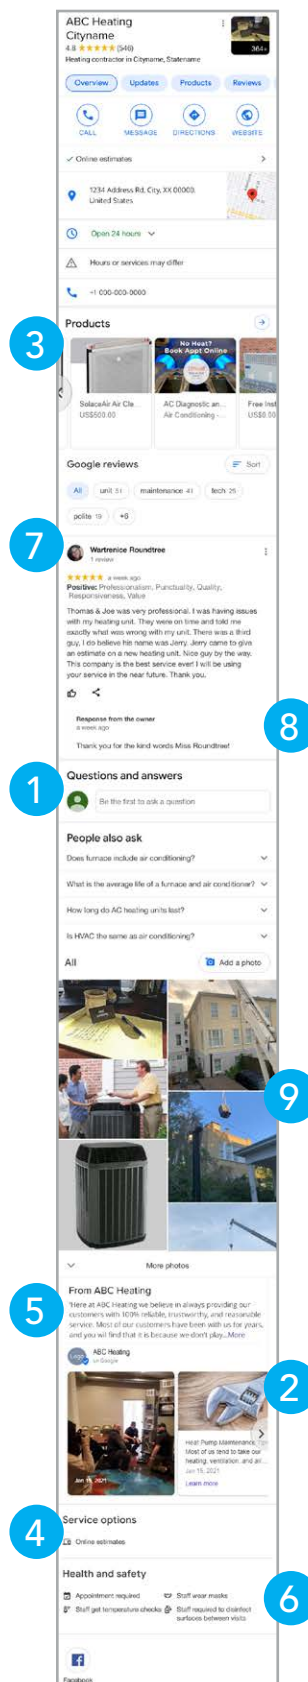 ABC Heating
Cityname
4.8 ★★★★★ (546)
Heating contractor in Cityname, Statename
364+
Overview Updates Products Reviews
CALL MESSAGE DIRECTIONS WEBSITE
✓ Online estimates
1234 Address Rd, City, XX 00000,
United States
Open 24 hours
Hours or services may differ
+1 000-000-0000
3
Products
No Heat?
Book Appt Online
SolaceAir Air Cle...
US$500.00
AC Diagnostic an...
Air Conditioning -...
Free Inst
US$0.00
Google reviews
Sort
All unit 51 maintenance 41 tech 25
polite 19 +6
7
Wartrenice Roundtree
1 review
★★★★★ a week ago
Positive: Professionalism, Punctuality, Quality,
Responsiveness, Value
Thomas & Joe was very professional. I was having issues
with my heating unit. They were on time and told me
exactly what was wrong with my unit. There was a third
guy, I do believe his name was Jerry. Jerry came to give
an estimate on a new heating unit. Nice guy by the way.
This company is the best service ever! I will be using
your service in the near future. Thank you.
8
Response from the owner
a week ago
Thank you for the kind words Miss Roundtree!
1
Questions and answers
Be the first to ask a question
People also ask
Does furnace include air conditioning?
What is the average life of a furnace and air conditioner?
How long do AC heating units last?
Is HVAC the same as air conditioning?
All
Add a photo
9
More photos
5
From ABC Heating
"Here at ABC Heating we believe in always providing our
customers with 100% reliable, trustworthy, and reasonable
service. Most of our customers have been with us for years,
and you wil find that it is because we don't play...More
Logo
ABC Heating
on Google
2
Jan 19, 2021
Heat Pump Maintenance
Most of us tend to take our
heating, ventilation, and air...
Jan 15, 2021
Learn more
4
Service options
Online estimates
Health and safety
6
Appointment required Staff wear masks
Staff get temperature checks Staff required to disinfect
surfaces between visits
Facebook